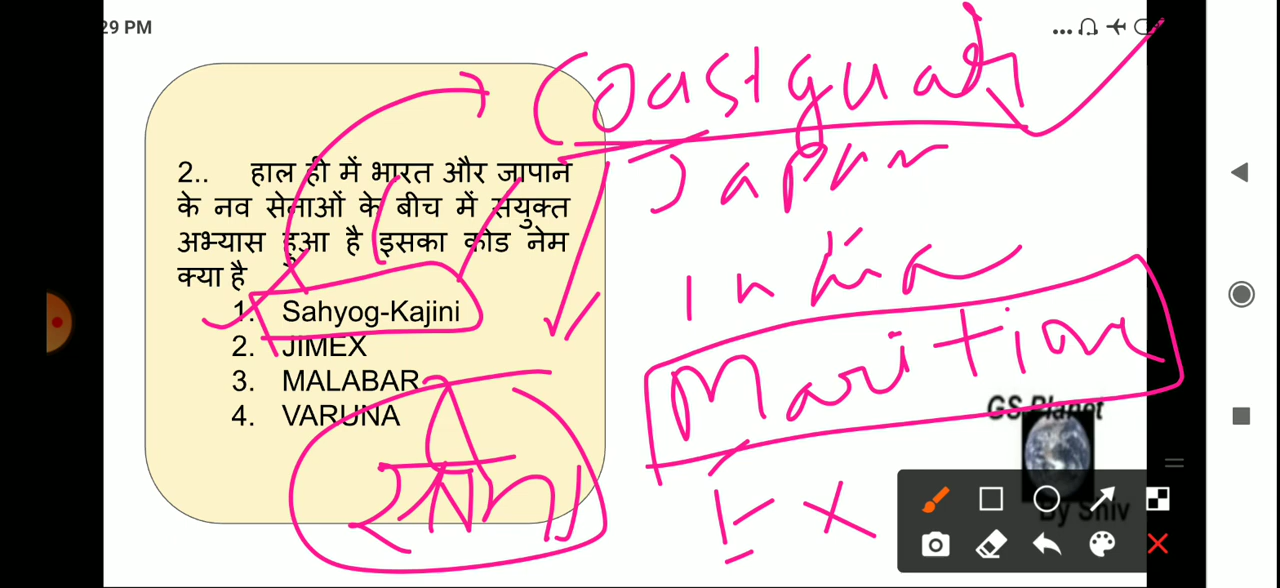 29 PM
2.. हाल ही में भारत और जापान
के नव सेनाओं के बीच में सयुक्त
अभ्यास हुआ है इसका कोड नेम
क्या है
1. Sahyog-Kajini
2. JIMEX
3. MALABAR
4. VARUNA
Coastguard
Japan
India
Maritime
Ex
GS Planet
By Shiv